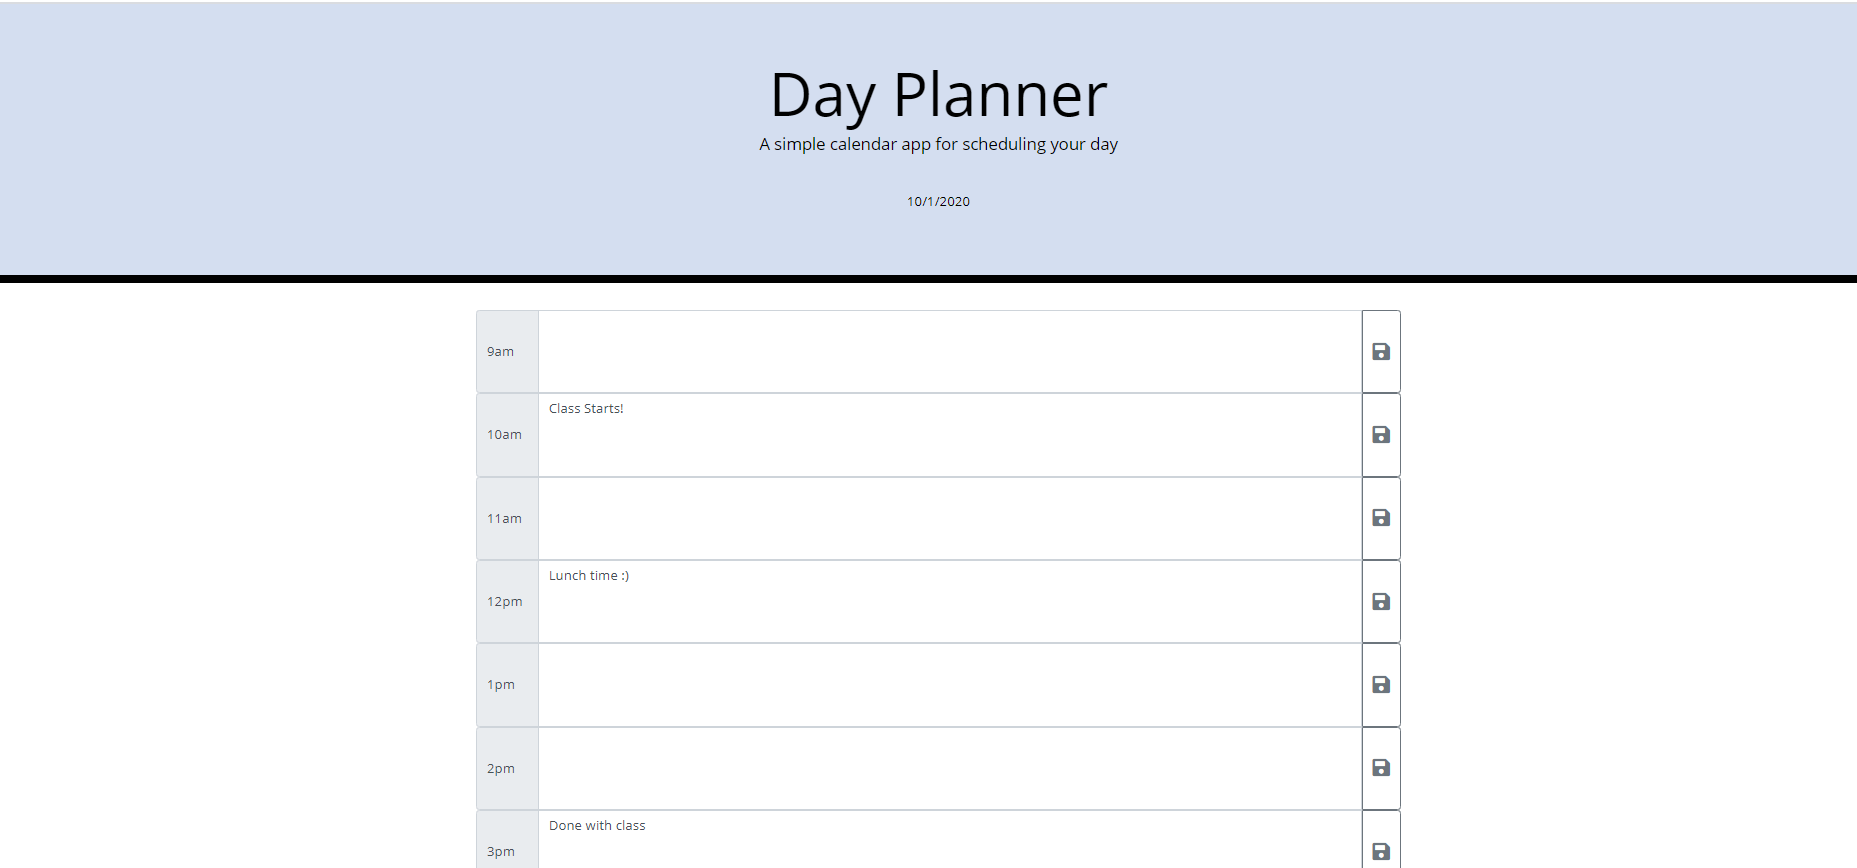 Day Planner
A simple calendar app for scheduling your day
10/1/2020
9am
10am Class Starts!
11am
12pm Lunch time :)
1pm
2pm
3pm Done with class